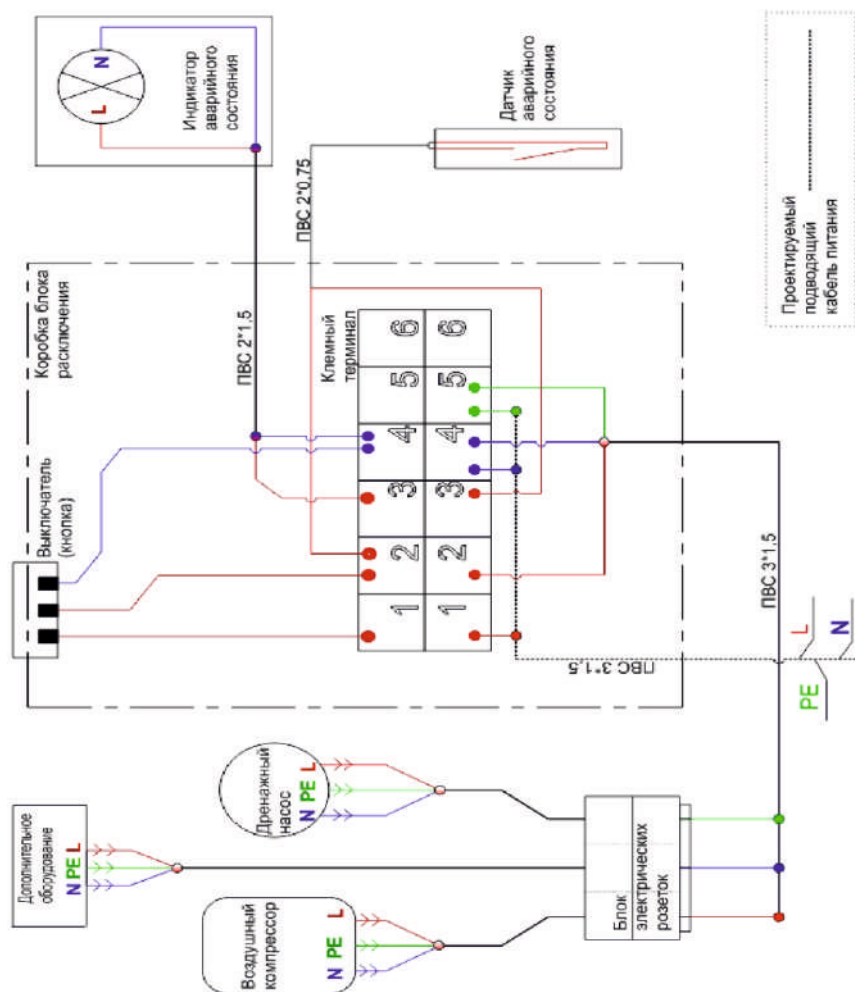 Воздушный
компрессор
N PE L
Дренажный
насос
N PE L
Дополнительное
оборудование
N PE L
Блок
электрических
розеток
PE
L
N
ПВС 3*1,5
ПВС 3*1,5
Коробка блока
расключения
Выключатель
(кнопка)
Клемный
терминал
1 1
2 2
3 3
4 4
5 5
6 6
ПВС 2*1,5
ПВС 2*0,75
Индикатор
аварийного
состояния
L N
Датчик
аварийного
состояния
Проектируемый
подводящий
кабель питания